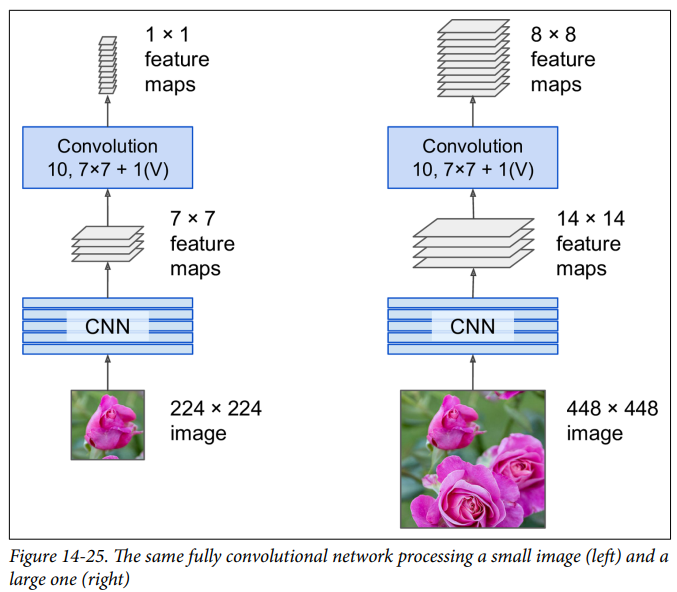 1 × 1
feature
maps
8 × 8
feature
maps
Convolution
10, 7×7 + 1(V)
Convolution
10, 7×7 + 1(V)
7 × 7
feature
maps
14 × 14
feature
maps
CNN
CNN
224 × 224
image
448 × 448
image
Figure 14-25. The same fully convolutional network processing a small image (left) and a
large one (right)